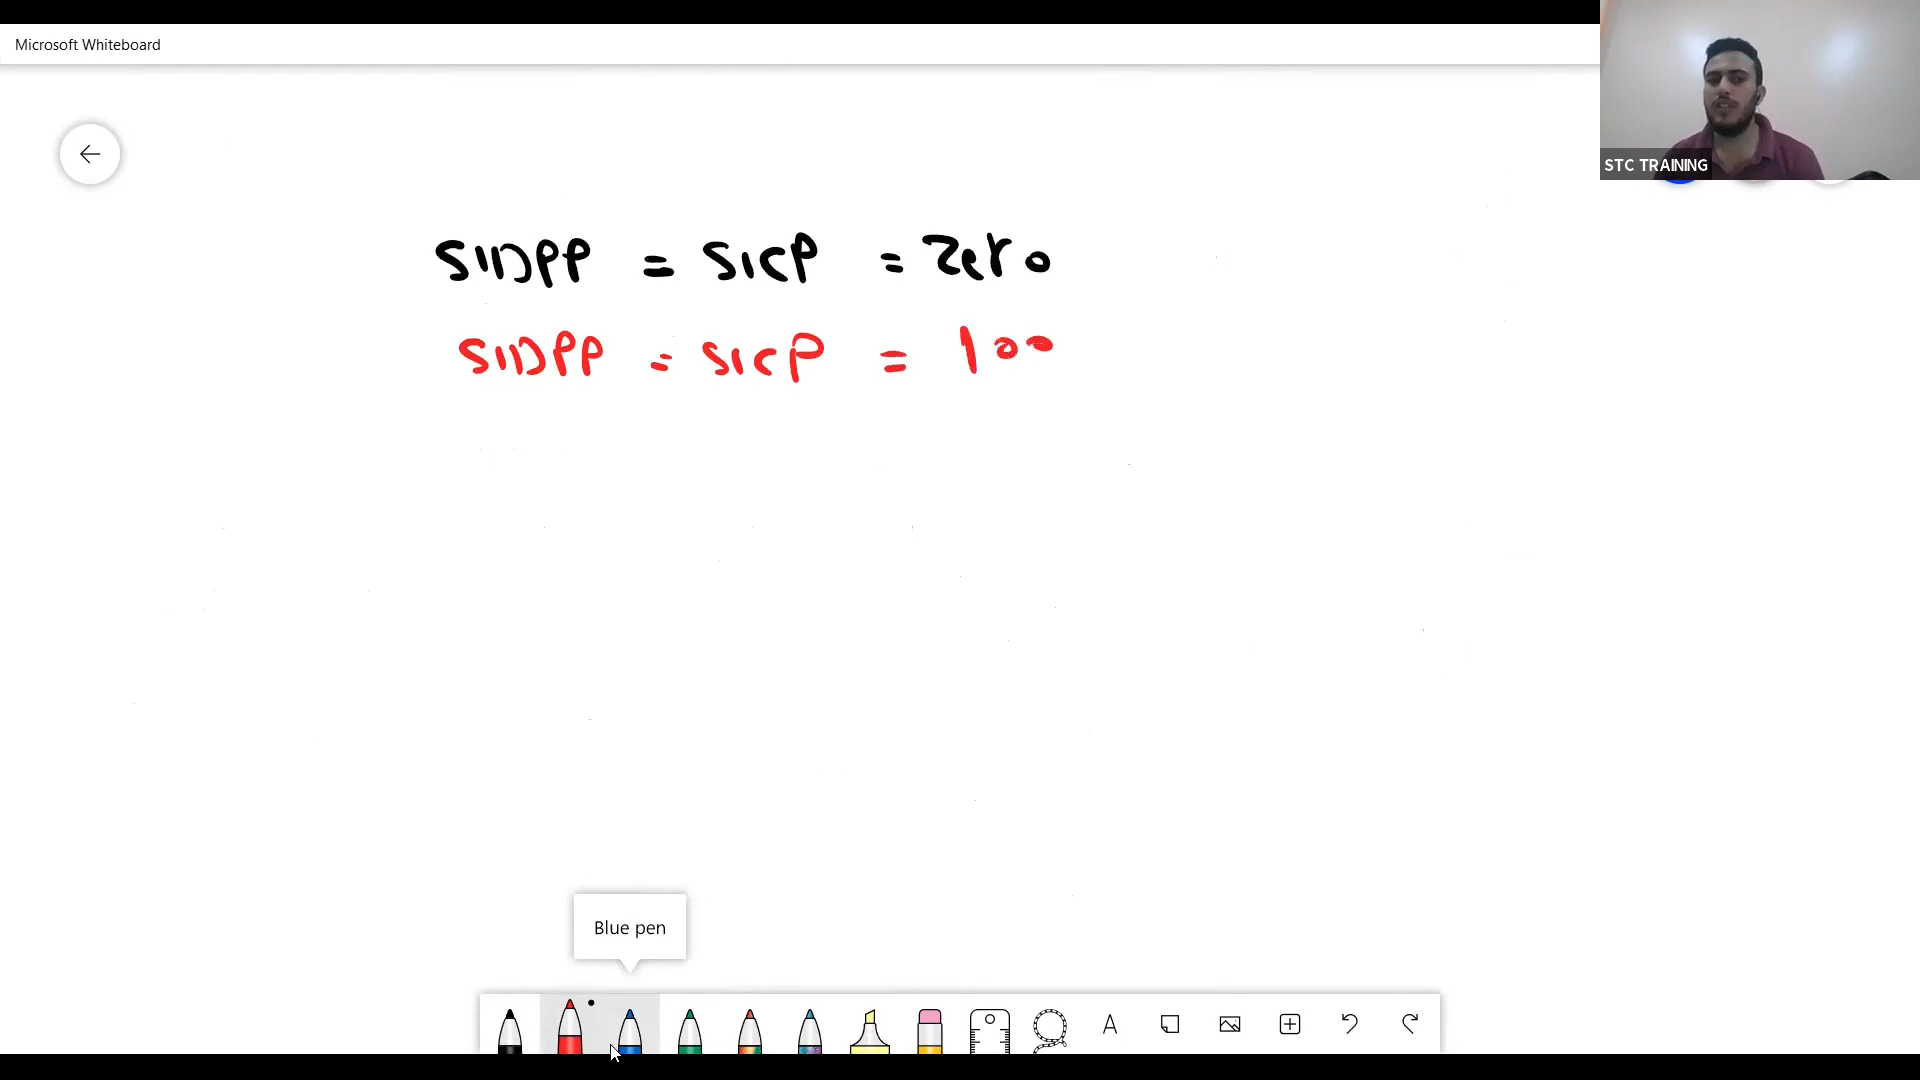 Microsoft Whiteboard
STC TRAINING
SIDPP = SICP = Zero
SIDPP = SICP = 100
Blue pen